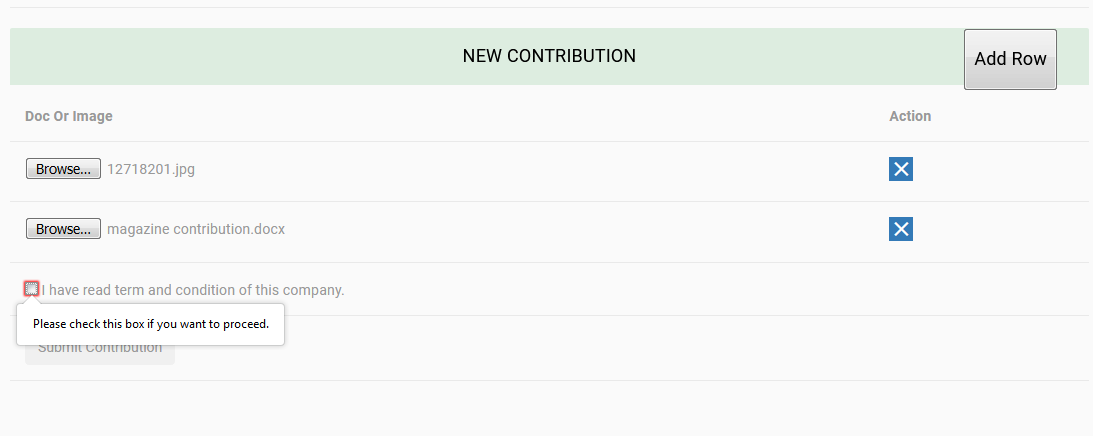 NEW CONTRIBUTION
Add Row
Doc Or Image
Action
Browse... 12718201.jpg
Browse... magazine contribution.docx
I have read term and condition of this company.
Please check this box if you want to proceed.
Submit Contribution